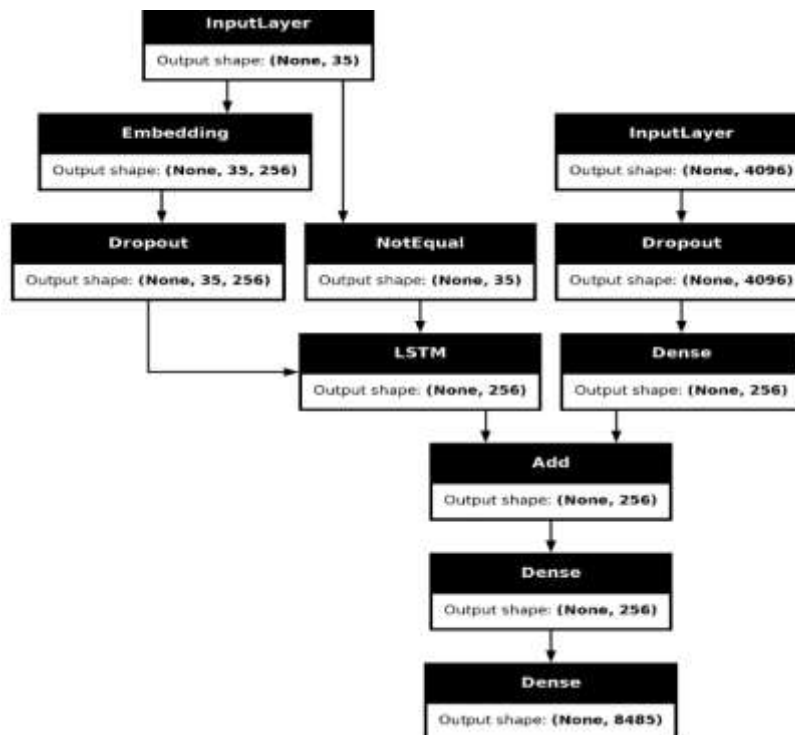 InputLayer
Output shape: (None, 35)
Embedding
Output shape: (None, 35, 256)
InputLayer
Output shape: (None, 4096)
Dropout
Output shape: (None, 35, 256)
NotEqual
Output shape: (None, 35)
Dropout
Output shape: (None, 4096)
LSTM
Output shape: (None, 256)
Dense
Output shape: (None, 256)
Add
Output shape: (None, 256)
Dense
Output shape: (None, 256)
Dense
Output shape: (None, 8485)